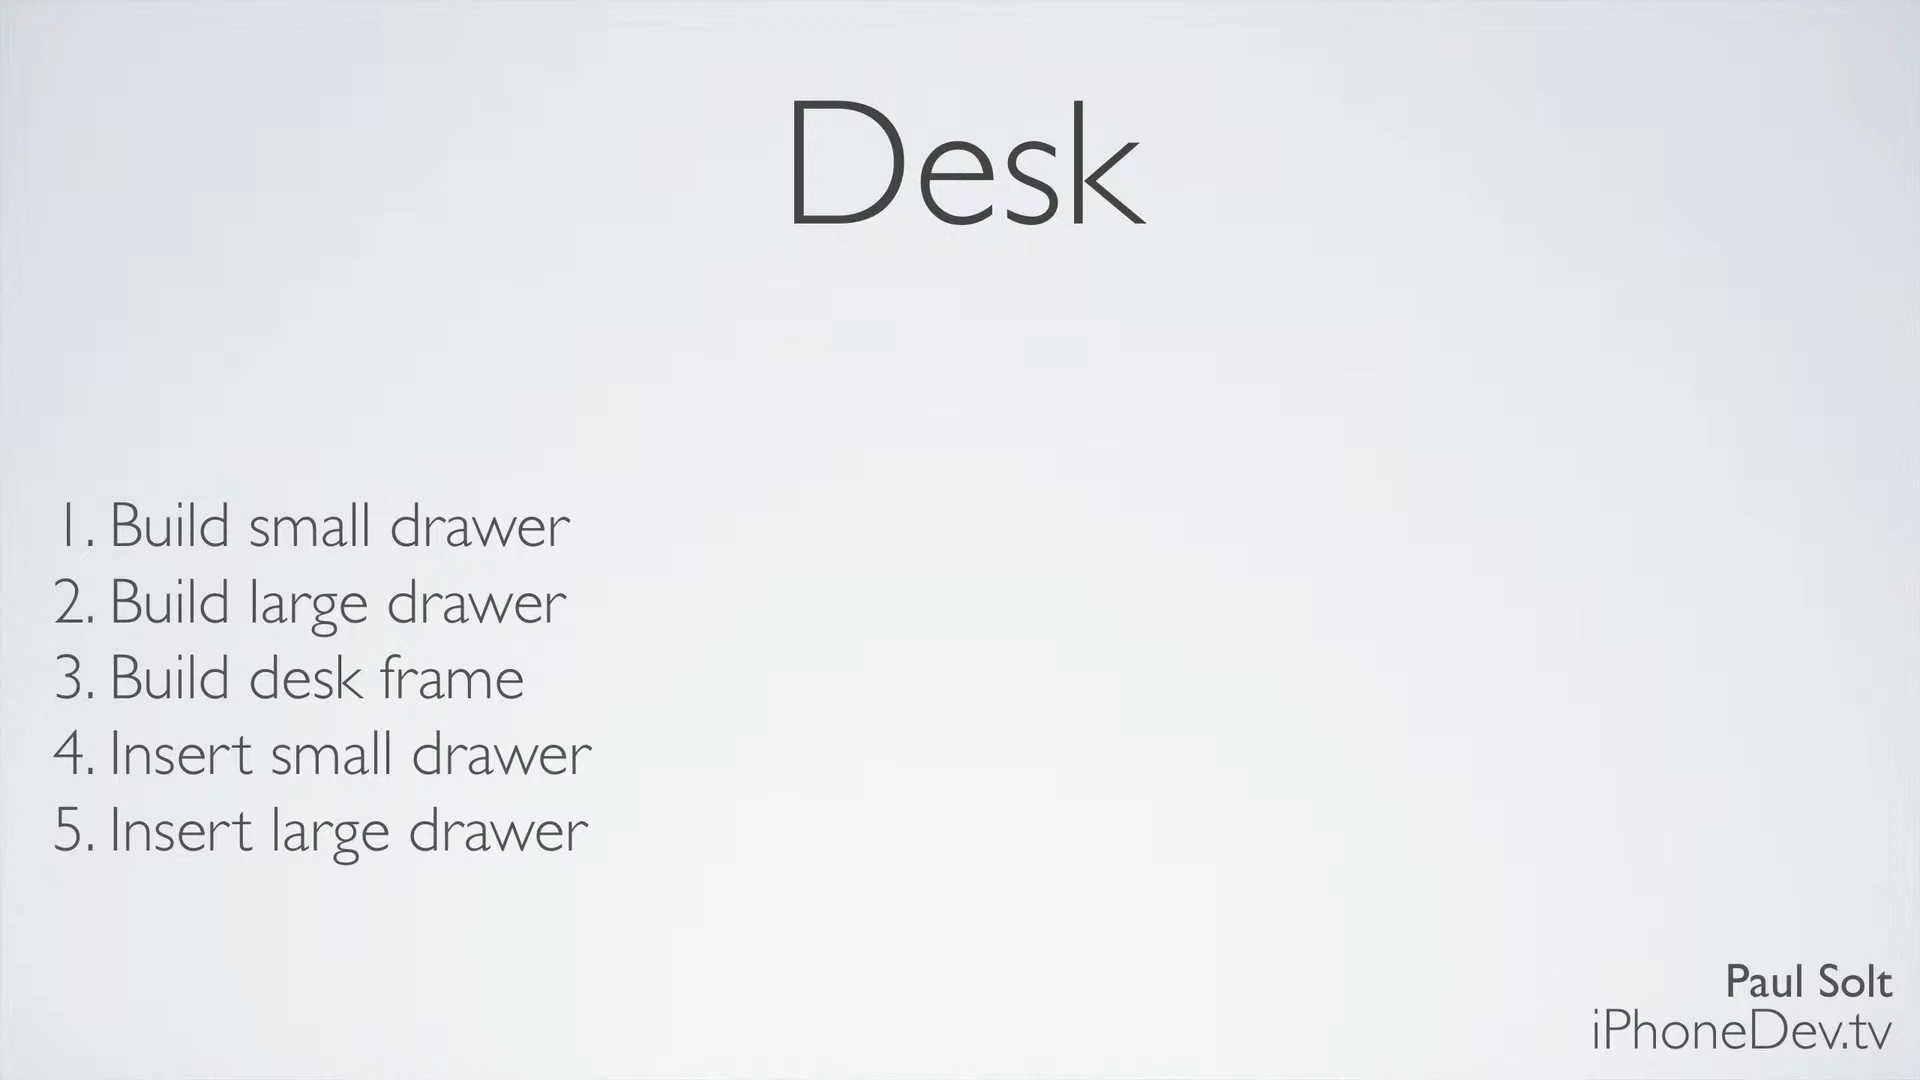 Desk
1. Build small drawer
2. Build large drawer
3. Build desk frame
4. Insert small drawer
5. Insert large drawer
Paul Solt
iPhoneDev.tv